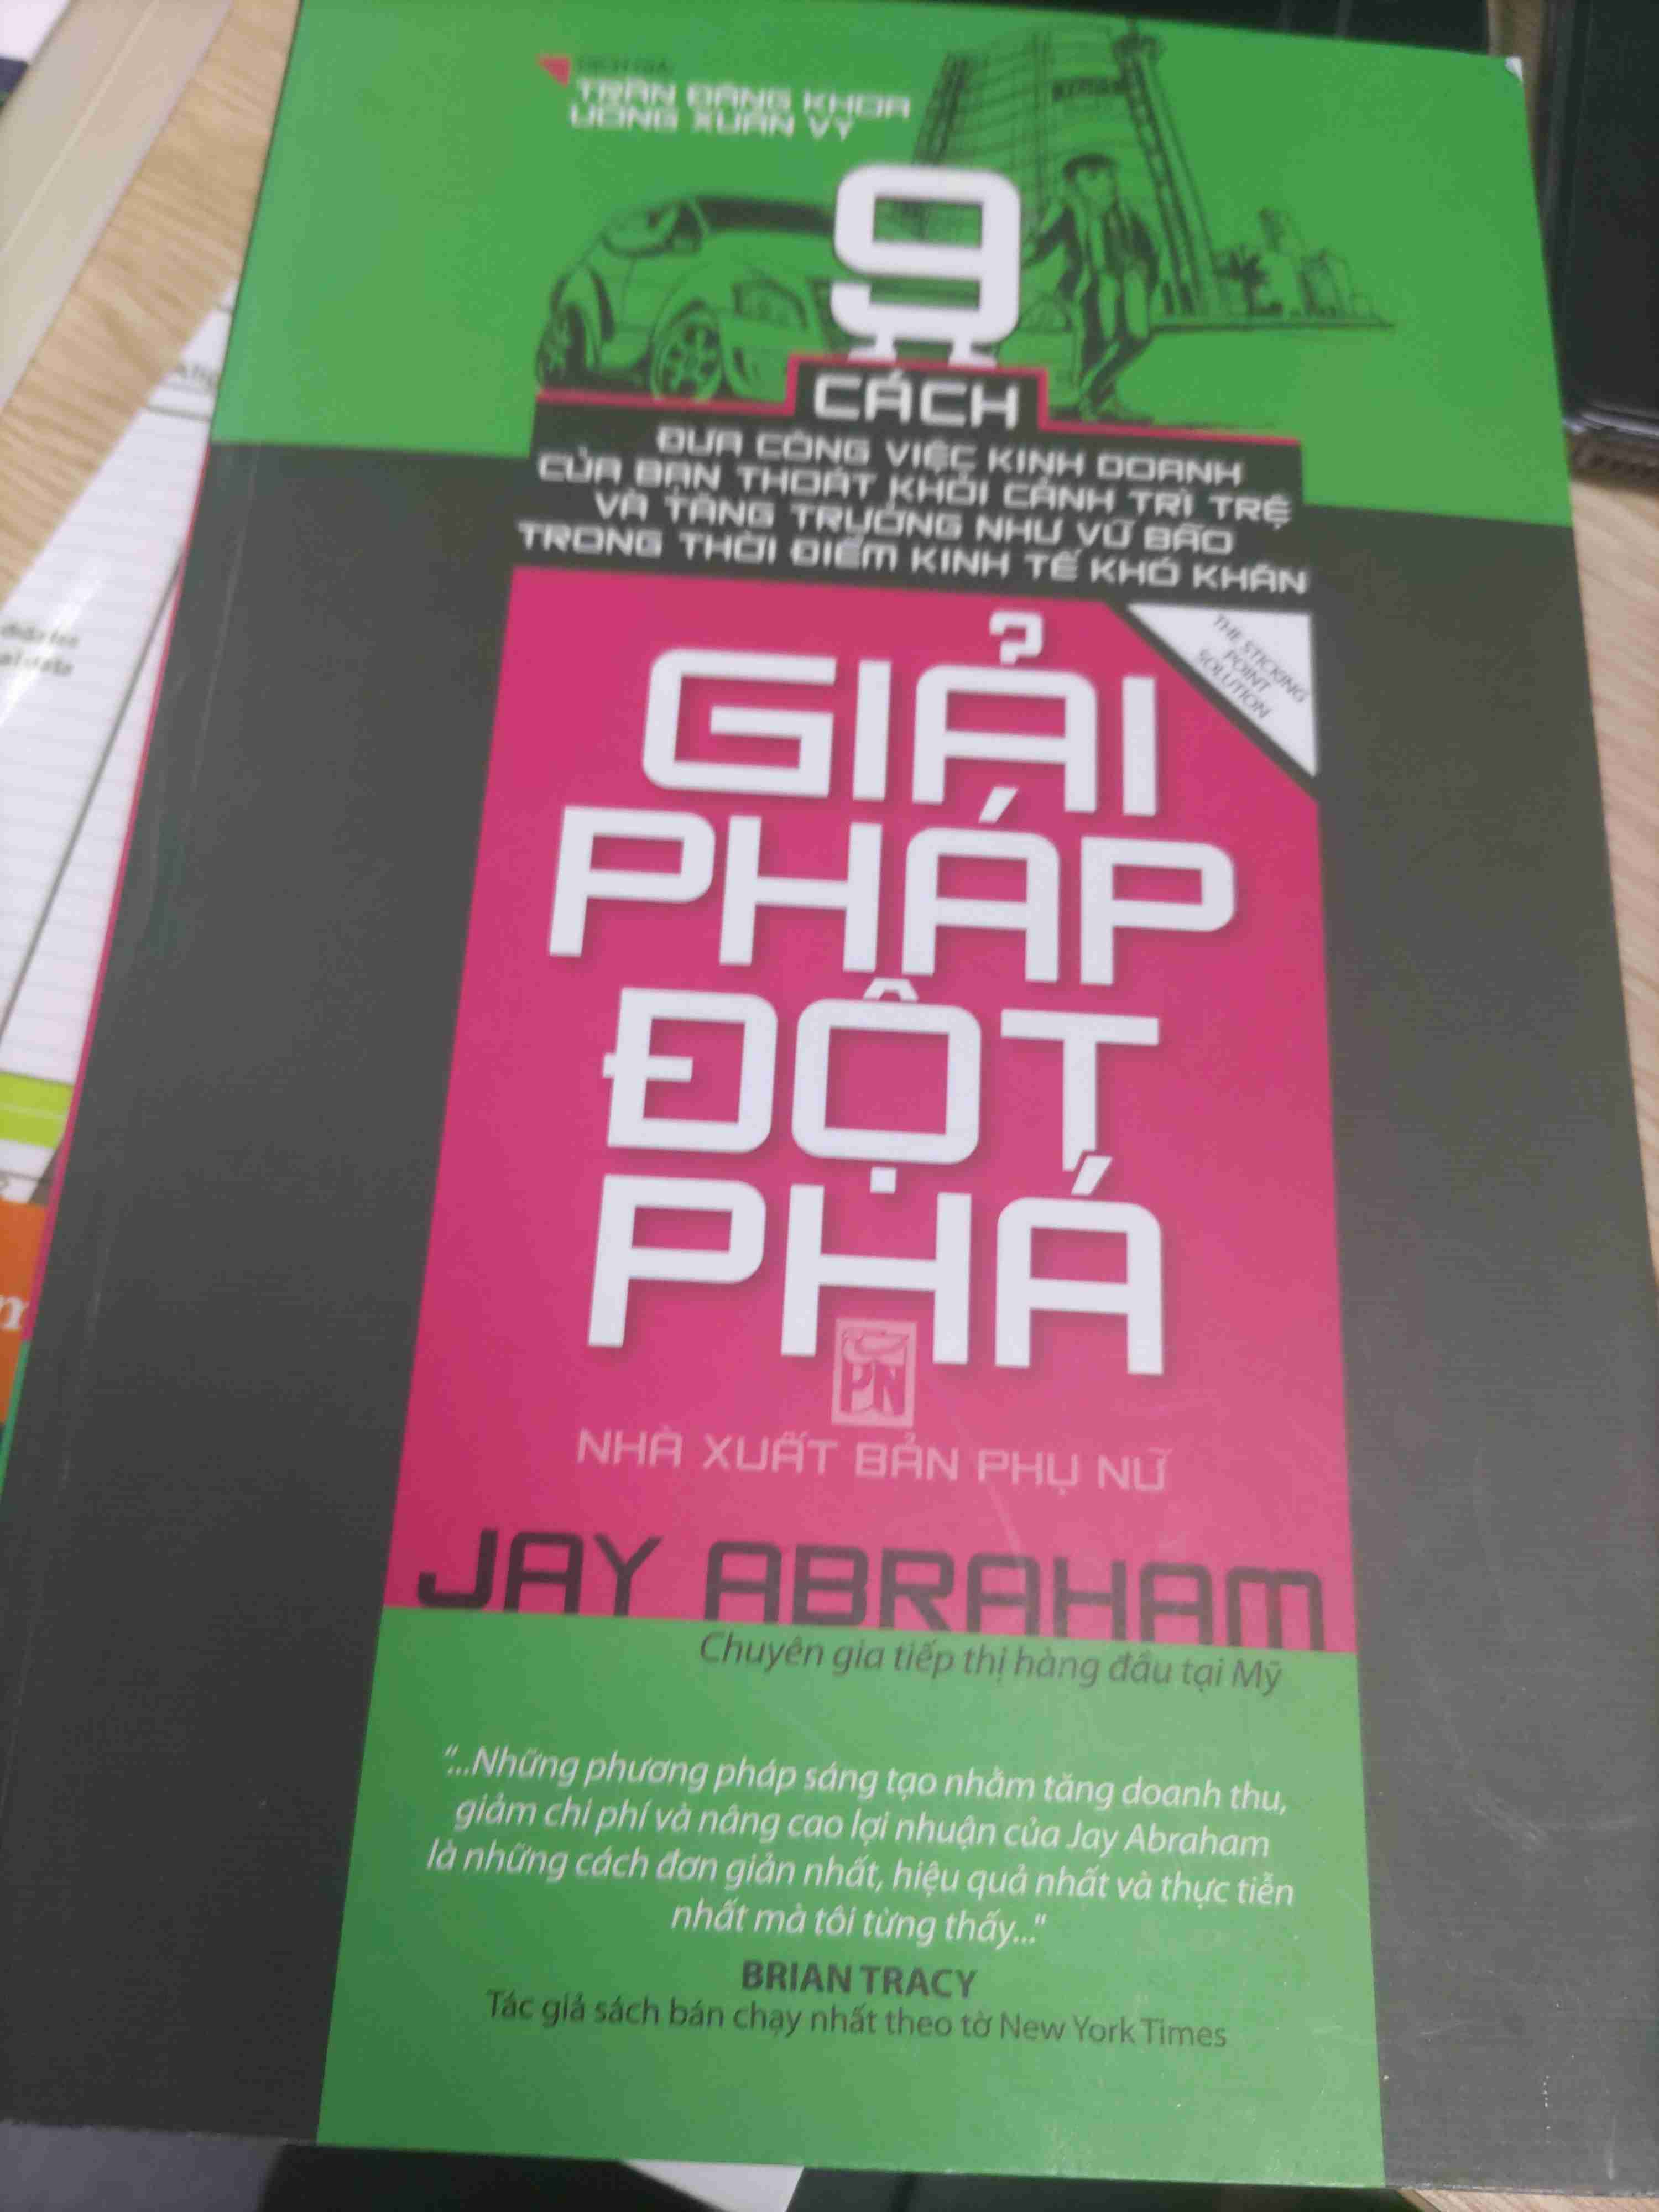 TRẦN ĐĂNG KHOA
UÔNG XUÂN VY
9
CÁCH
ĐƯA CÔNG VIỆC KINH DOANH
CỦA BẠN THOÁT KHỎI CẢNH TRÌ TRỆ
VÀ TĂNG TRƯỞNG NHƯ VŨ BÃO
TRONG THỜI ĐIỂM KINH TẾ KHÓ KHĂN
THE STICKING
POINT
SOLUTION
GIẢI
PHÁP
ĐỘT
PHÁ
PN
NHÀ XUẤT BẢN PHỤ NỮ
JAY ABRAHAM
Chuyên gia tiếp thị hàng đầu tại Mỹ
"...Những phương pháp sáng tạo nhằm tăng doanh thu,
giảm chi phí và nâng cao lợi nhuận của Jay Abraham
là những cách đơn giản nhất, hiệu quả nhất và thực tiễn
nhất mà tôi từng thấy..."
BRIAN TRACY
Tác giả sách bán chạy nhất theo tờ New York Times